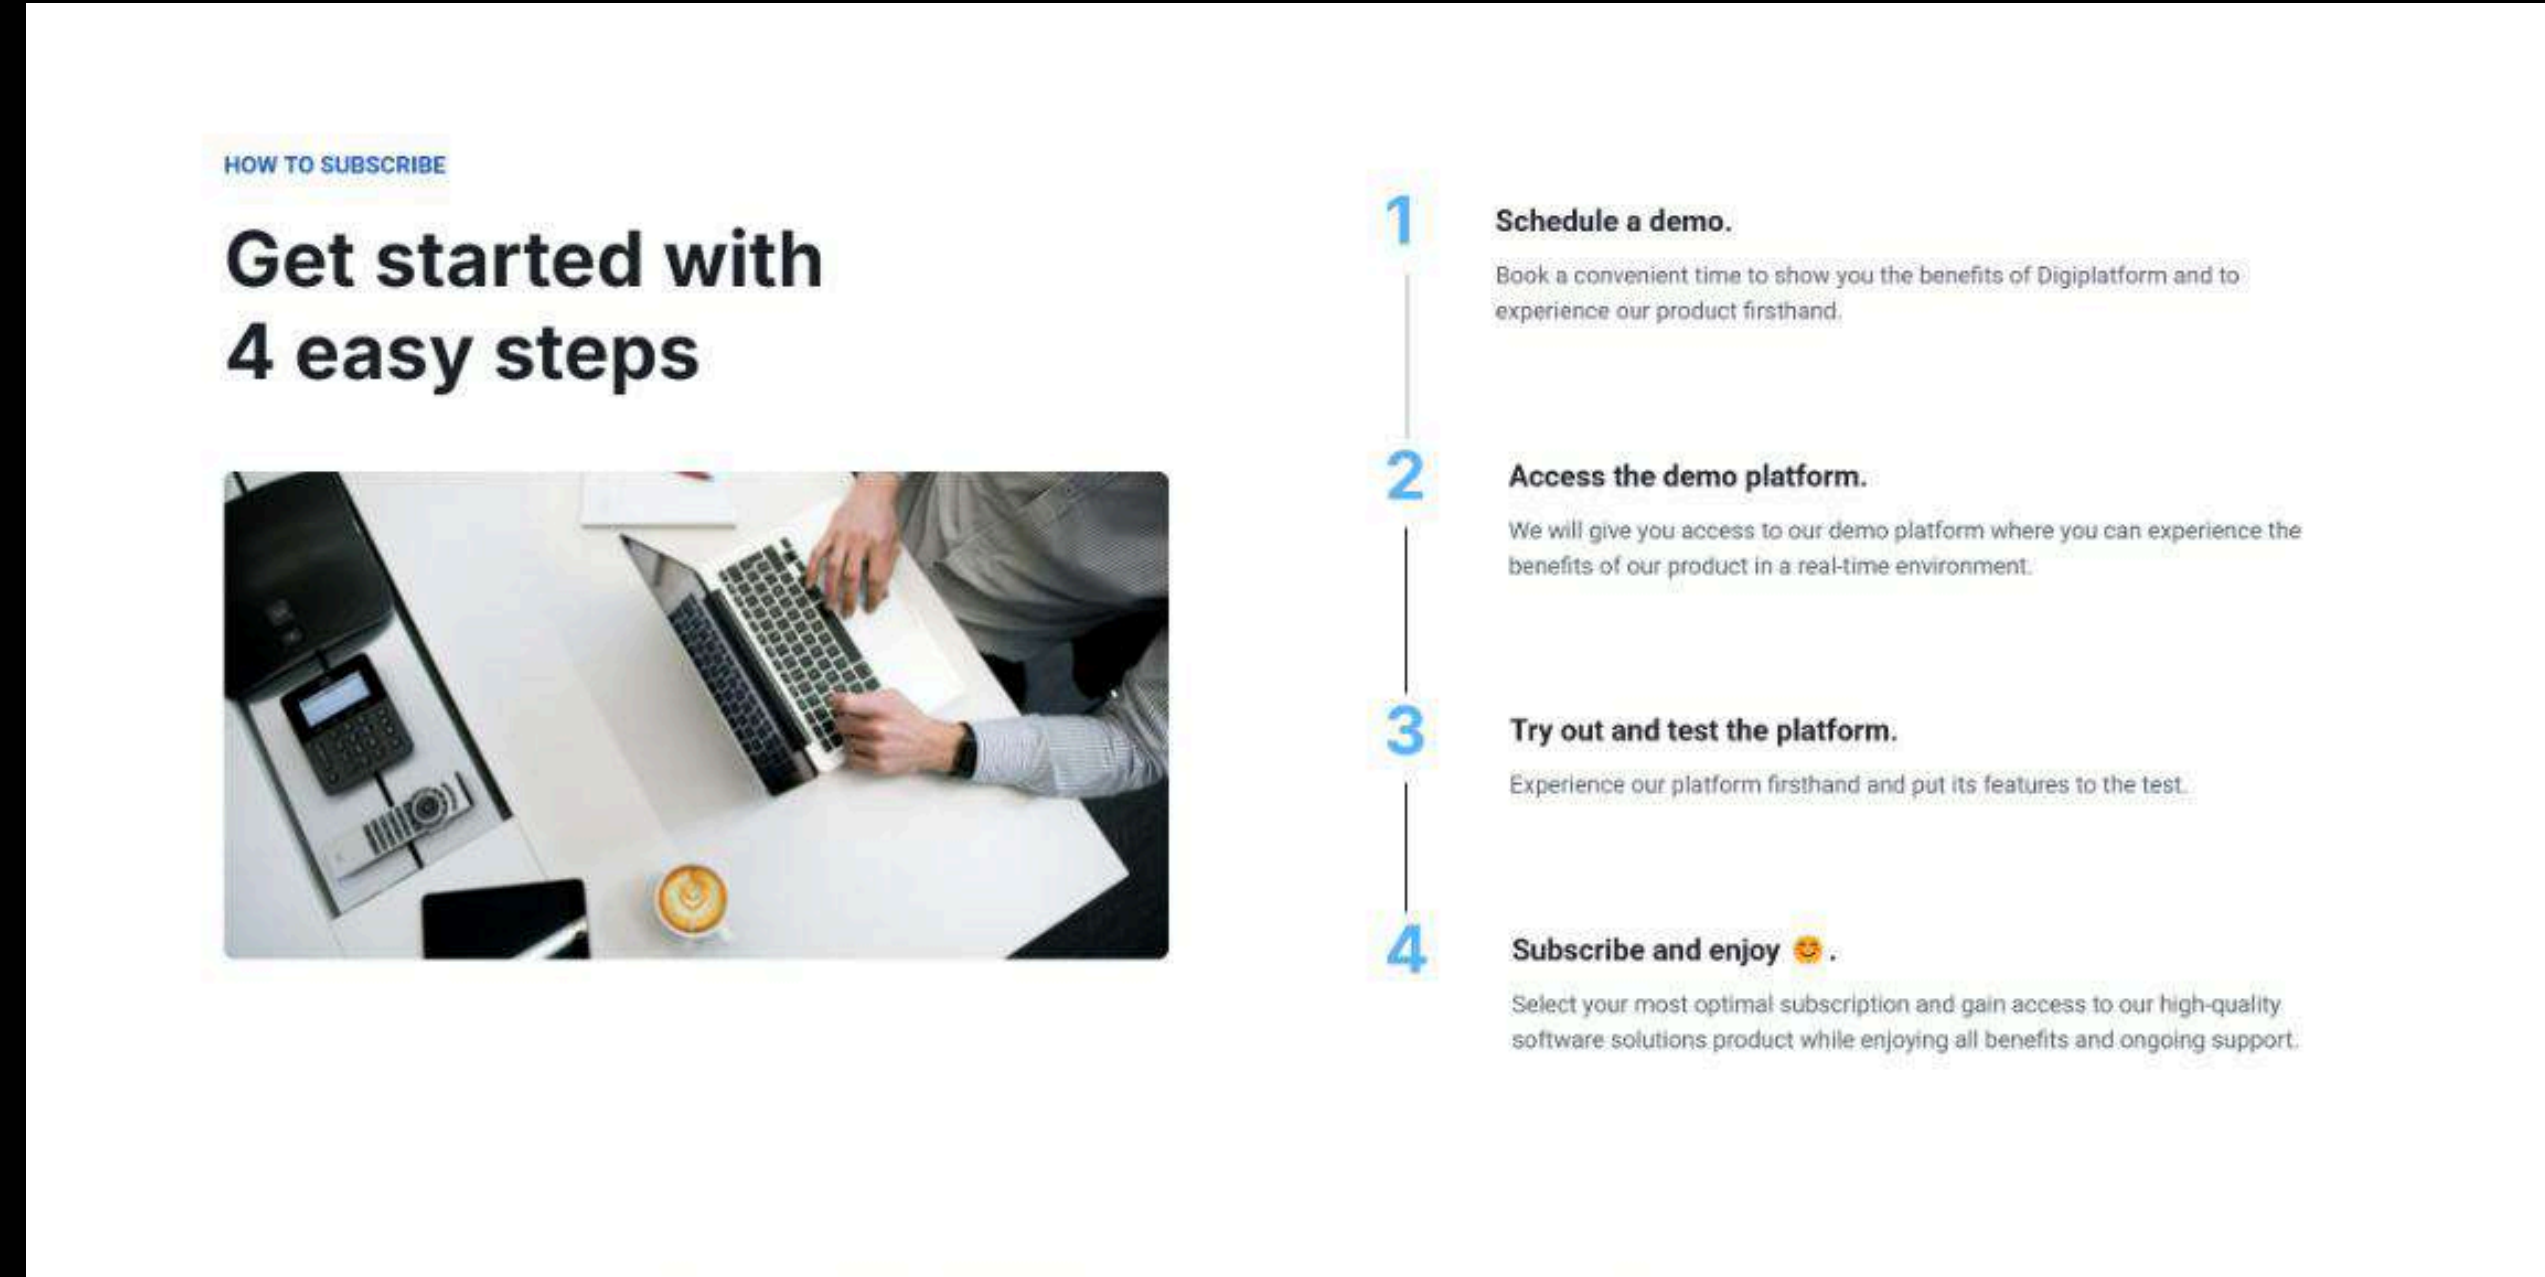 HOW TO SUBSCRIBE
Get started with
4 easy steps
1
Schedule a demo.
Book a convenient time to show you the benefits of Digiplatform and to
experience our product firsthand.
2
Access the demo platform.
We will give you access to our demo platform where you can experience the
benefits of our product in a real-time environment.
3
Try out and test the platform.
Experience our platform firsthand and put its features to the test.
4
Subscribe and enjoy 🤗 .
Select your most optimal subscription and gain access to our high-quality
software solutions product while enjoying all benefits and ongoing support.